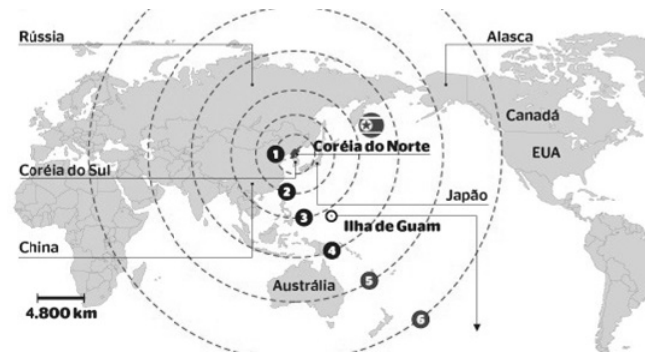 Rússia
Alasca
Canadá
1
Coréia do Norte
EUA
Coréia do Sul
2
Japão
3
Ilha de Guam
China
4
Austrália
5
4.800 km
6